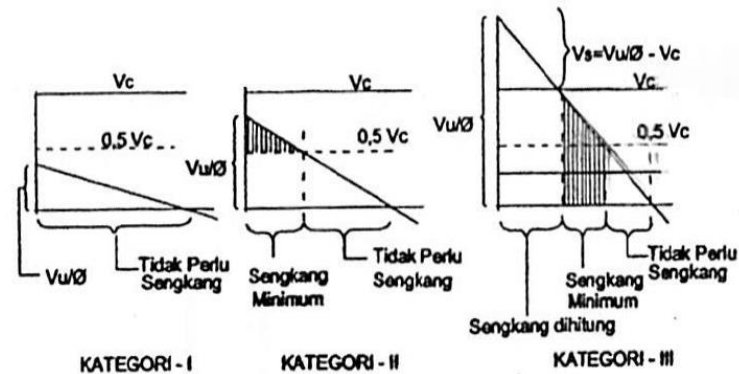 Vc
0,5 Vc
Vu/Ø
Tidak Perlu
Sengkang
KATEGORI - I
Vc
0,5 Vc
Vu/Ø
Sengkang
Minimum
Tidak Perlu
Sengkang
KATEGORI - II
Vs=Vu/Ø - Vc
Vc
0,5 Vc
Vu/Ø
Tidak Perlu
Sengkang
Sengkang
Minimum
Sengkang dihitung
KATEGORI - III